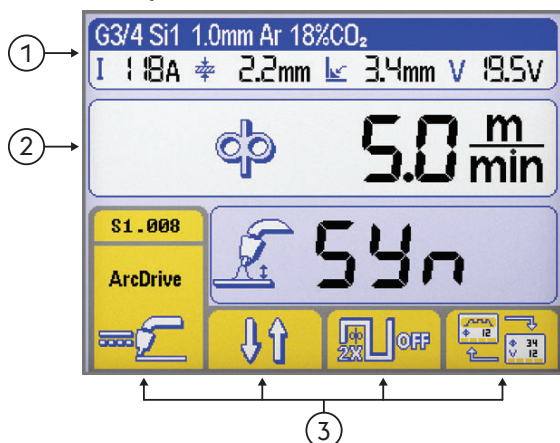 G3/4 Si1 1.0mm Ar 18%CO₂
1
I 118A 2.2mm 3.4mm V 19.5V
2
5.0 m/min
S1.008
ArcDrive
Syn
2X OFF
12
34
V 12
3